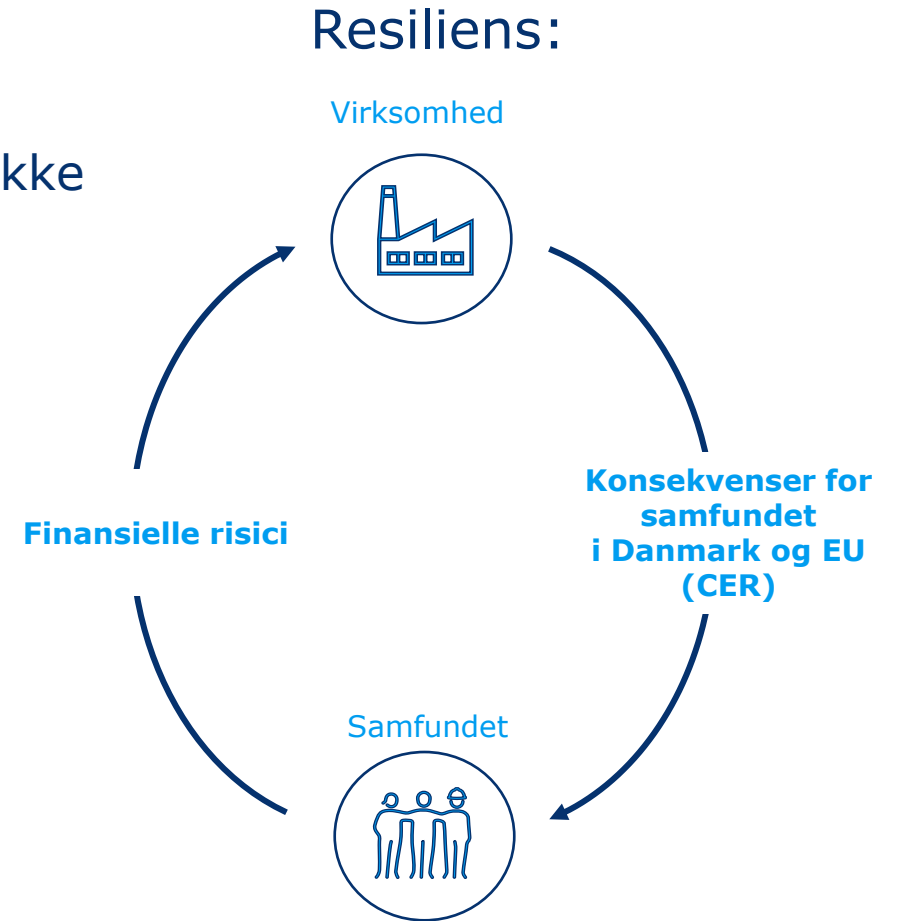 Resiliens:
Virksomhed
kke
Konsekvenser for
samfundet
i Danmark og EU
(CER)
Finansielle risici
Samfundet